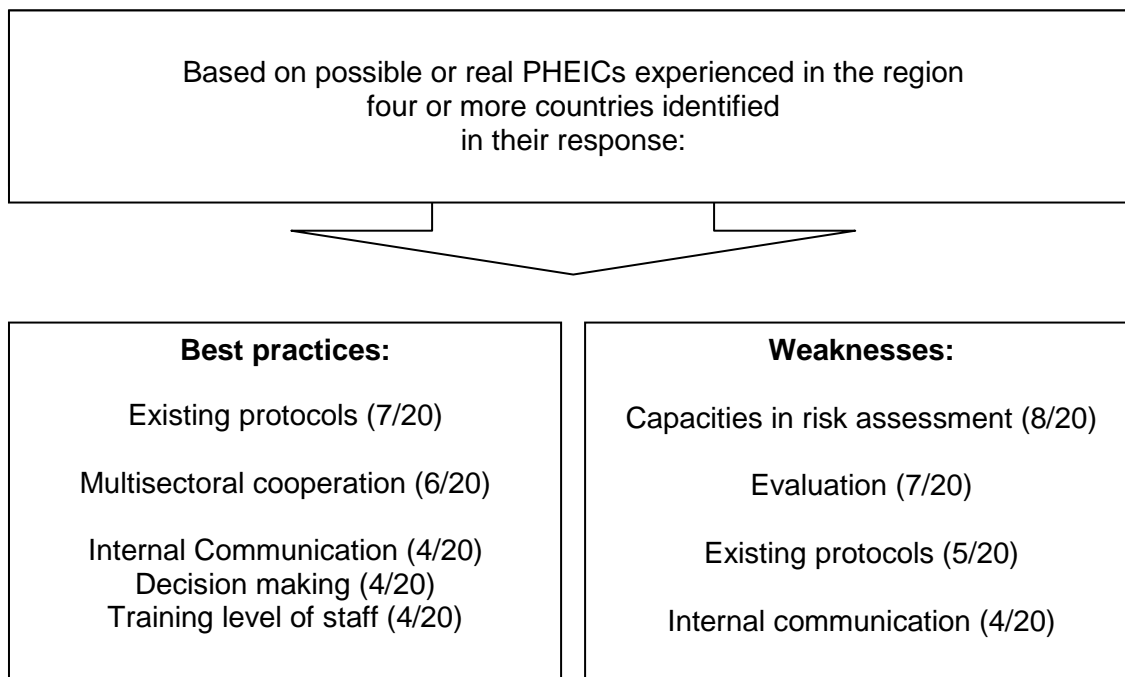 Based on possible or real PHEICs experienced in the region
four or more countries identified
in their response:
Best practices:
Existing protocols (7/20)
Multisectoral cooperation (6/20)
Internal Communication (4/20)
Decision making (4/20)
Training level of staff (4/20)
Weaknesses:
Capacities in risk assessment (8/20)
Evaluation (7/20)
Existing protocols (5/20)
Internal communication (4/20)